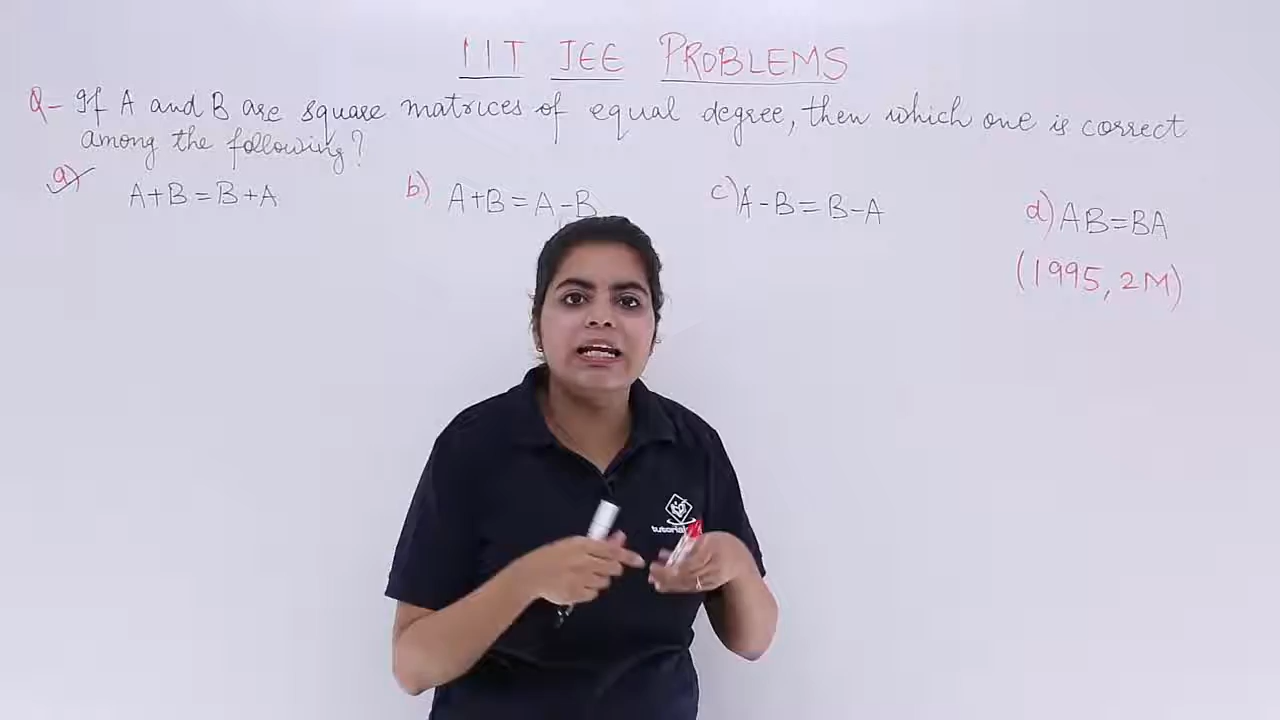 IIT JEE PROBLEMS
Q- If A and B are square matrices of equal degree, then which one is correct
among the following?
a) A+B=B+A b) A+B=A-B c) A-B=B-A d) AB=BA
(1995, 2M)